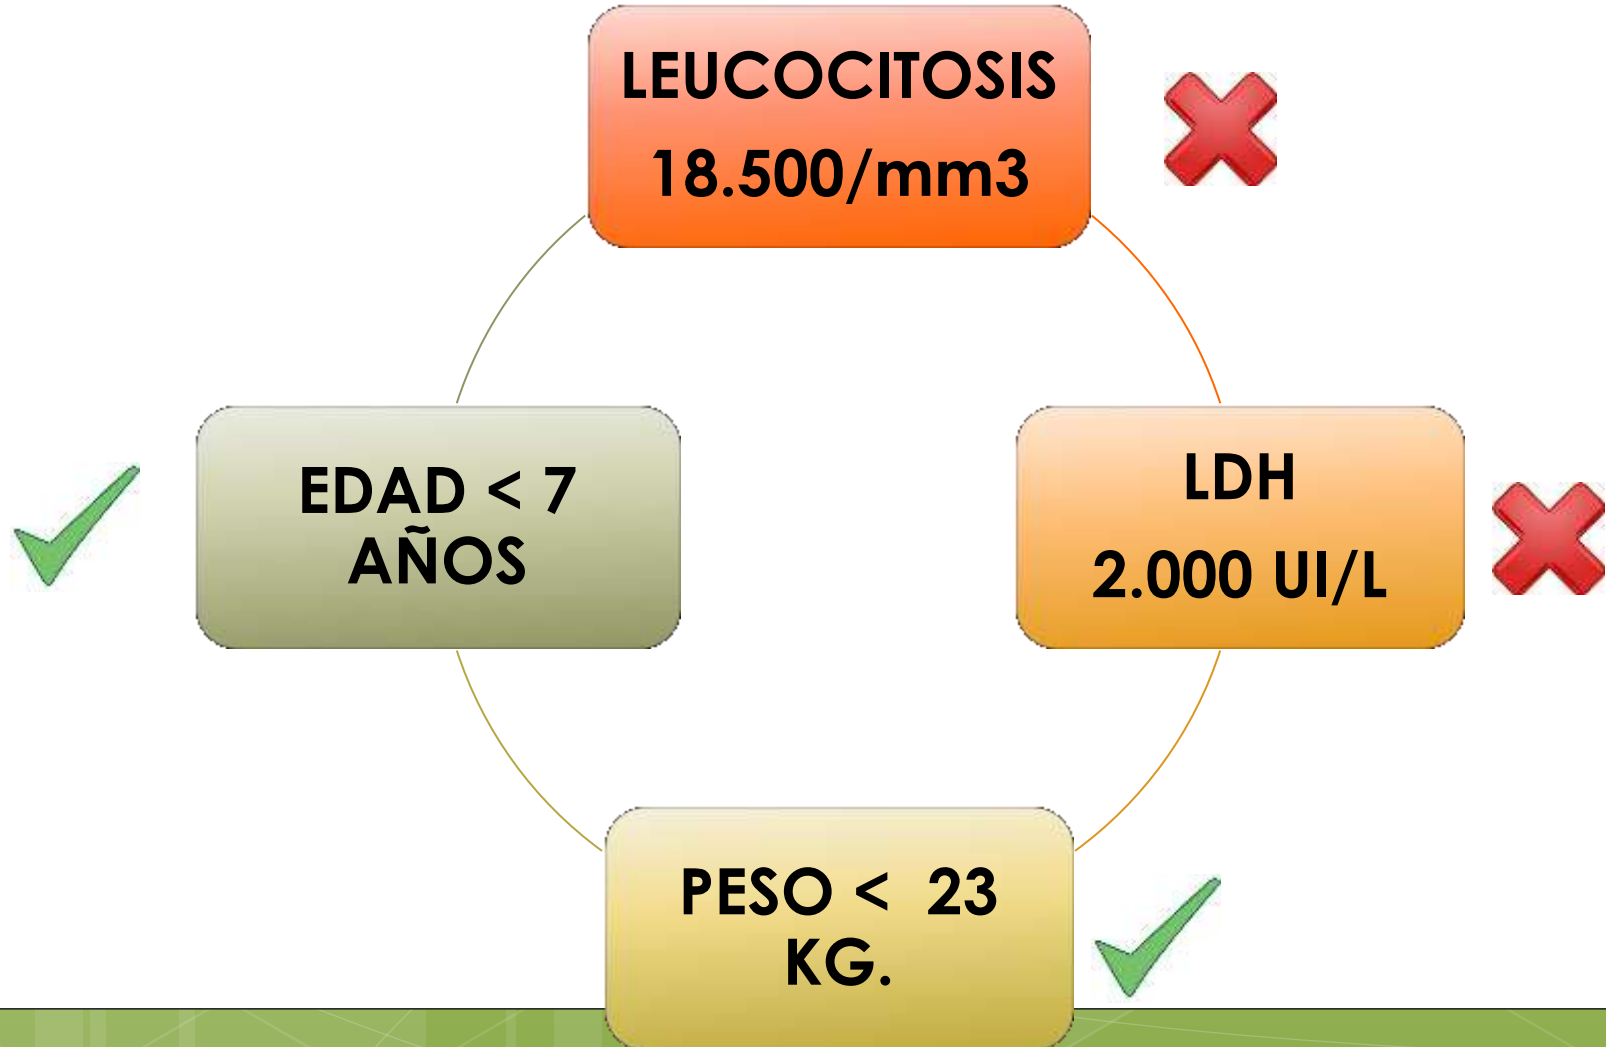 LEUCOCITOSIS
18.500/mm3
EDAD < 7
AÑOS
LDH
2.000 UI/L
PESO < 23
KG.